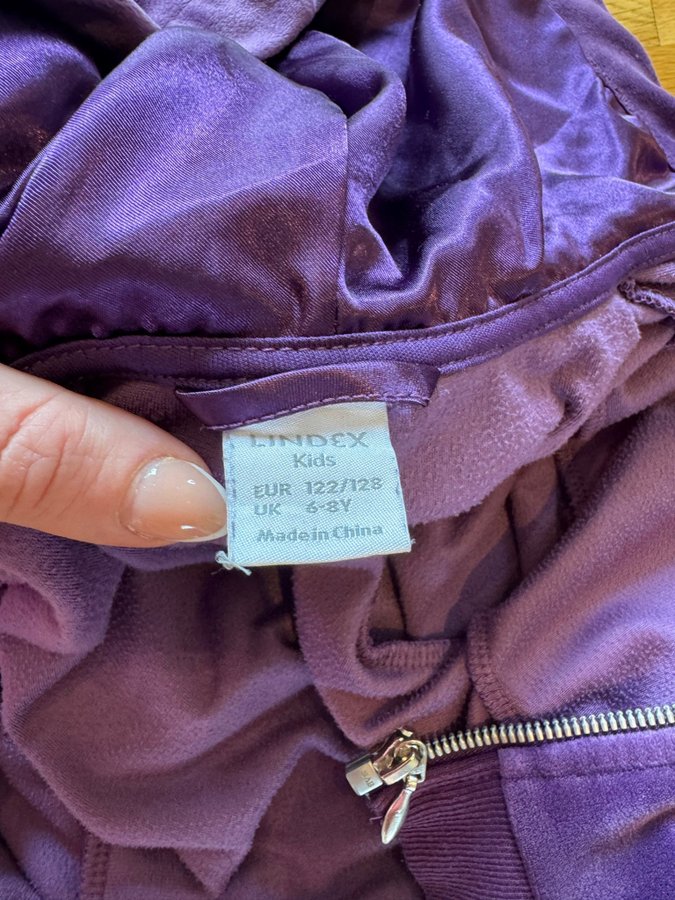 LINDEX
Kids
EUR 122/128
UK 6-8Y
Made in China